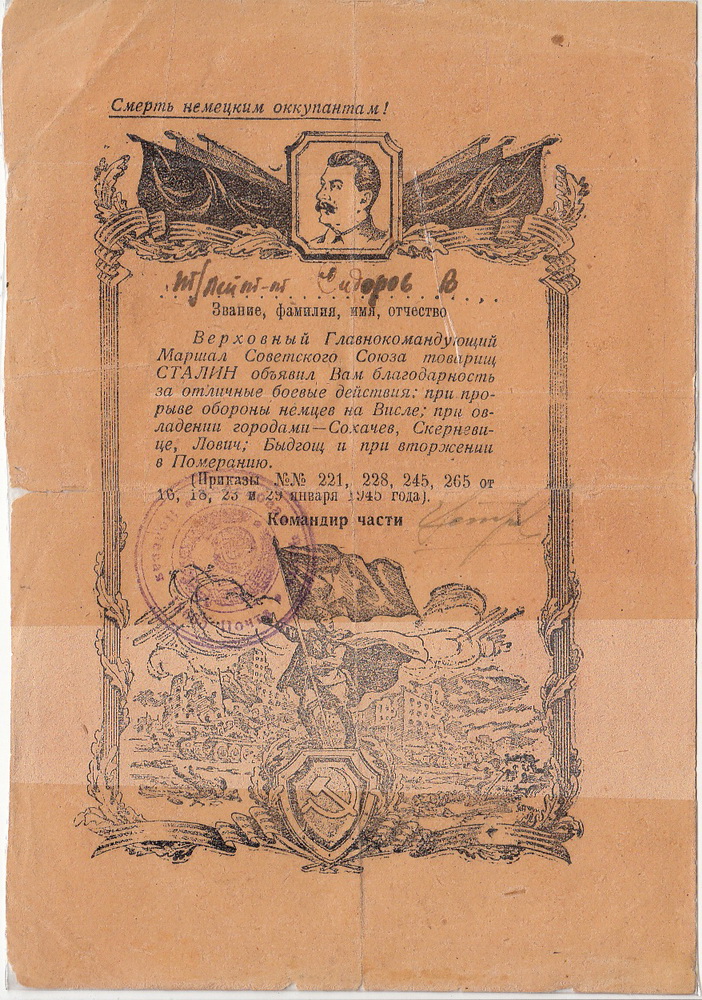 Смерть немецким оккупантам!
Сидоров В
Звание, фамилия, имя, отчество
Верховный Главнокомандующий
Маршал Советского Союза товарищ
СТАЛИН объявил Вам благодарность
за отличные боевые действия: при про-
рыве обороны немцев на Висле; при ов-
ладении городами—Сохачев, Скерневи-
це, Лович; Быдгощ и при вторжении
в Померанию.
(Приказы №№ 221, 228, 245, 265 от
16, 18, 23 и 29 января 1945 года).
Командир части
Полевая